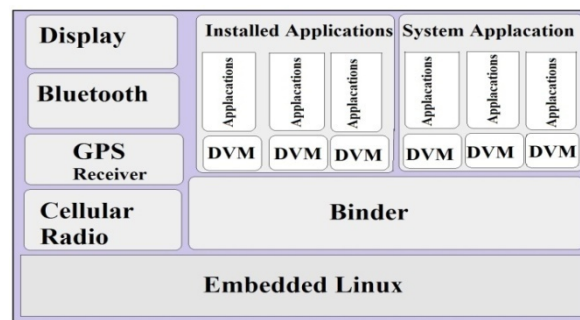 Display
Bluetooth
GPS
Receiver
Cellular
Radio
Installed Applications
Applacations
Applacations
Applacations
DVM
DVM
DVM
System Applacation
Applacations
Applacations
Applacations
DVM
DVM
DVM
Binder
Embedded Linux